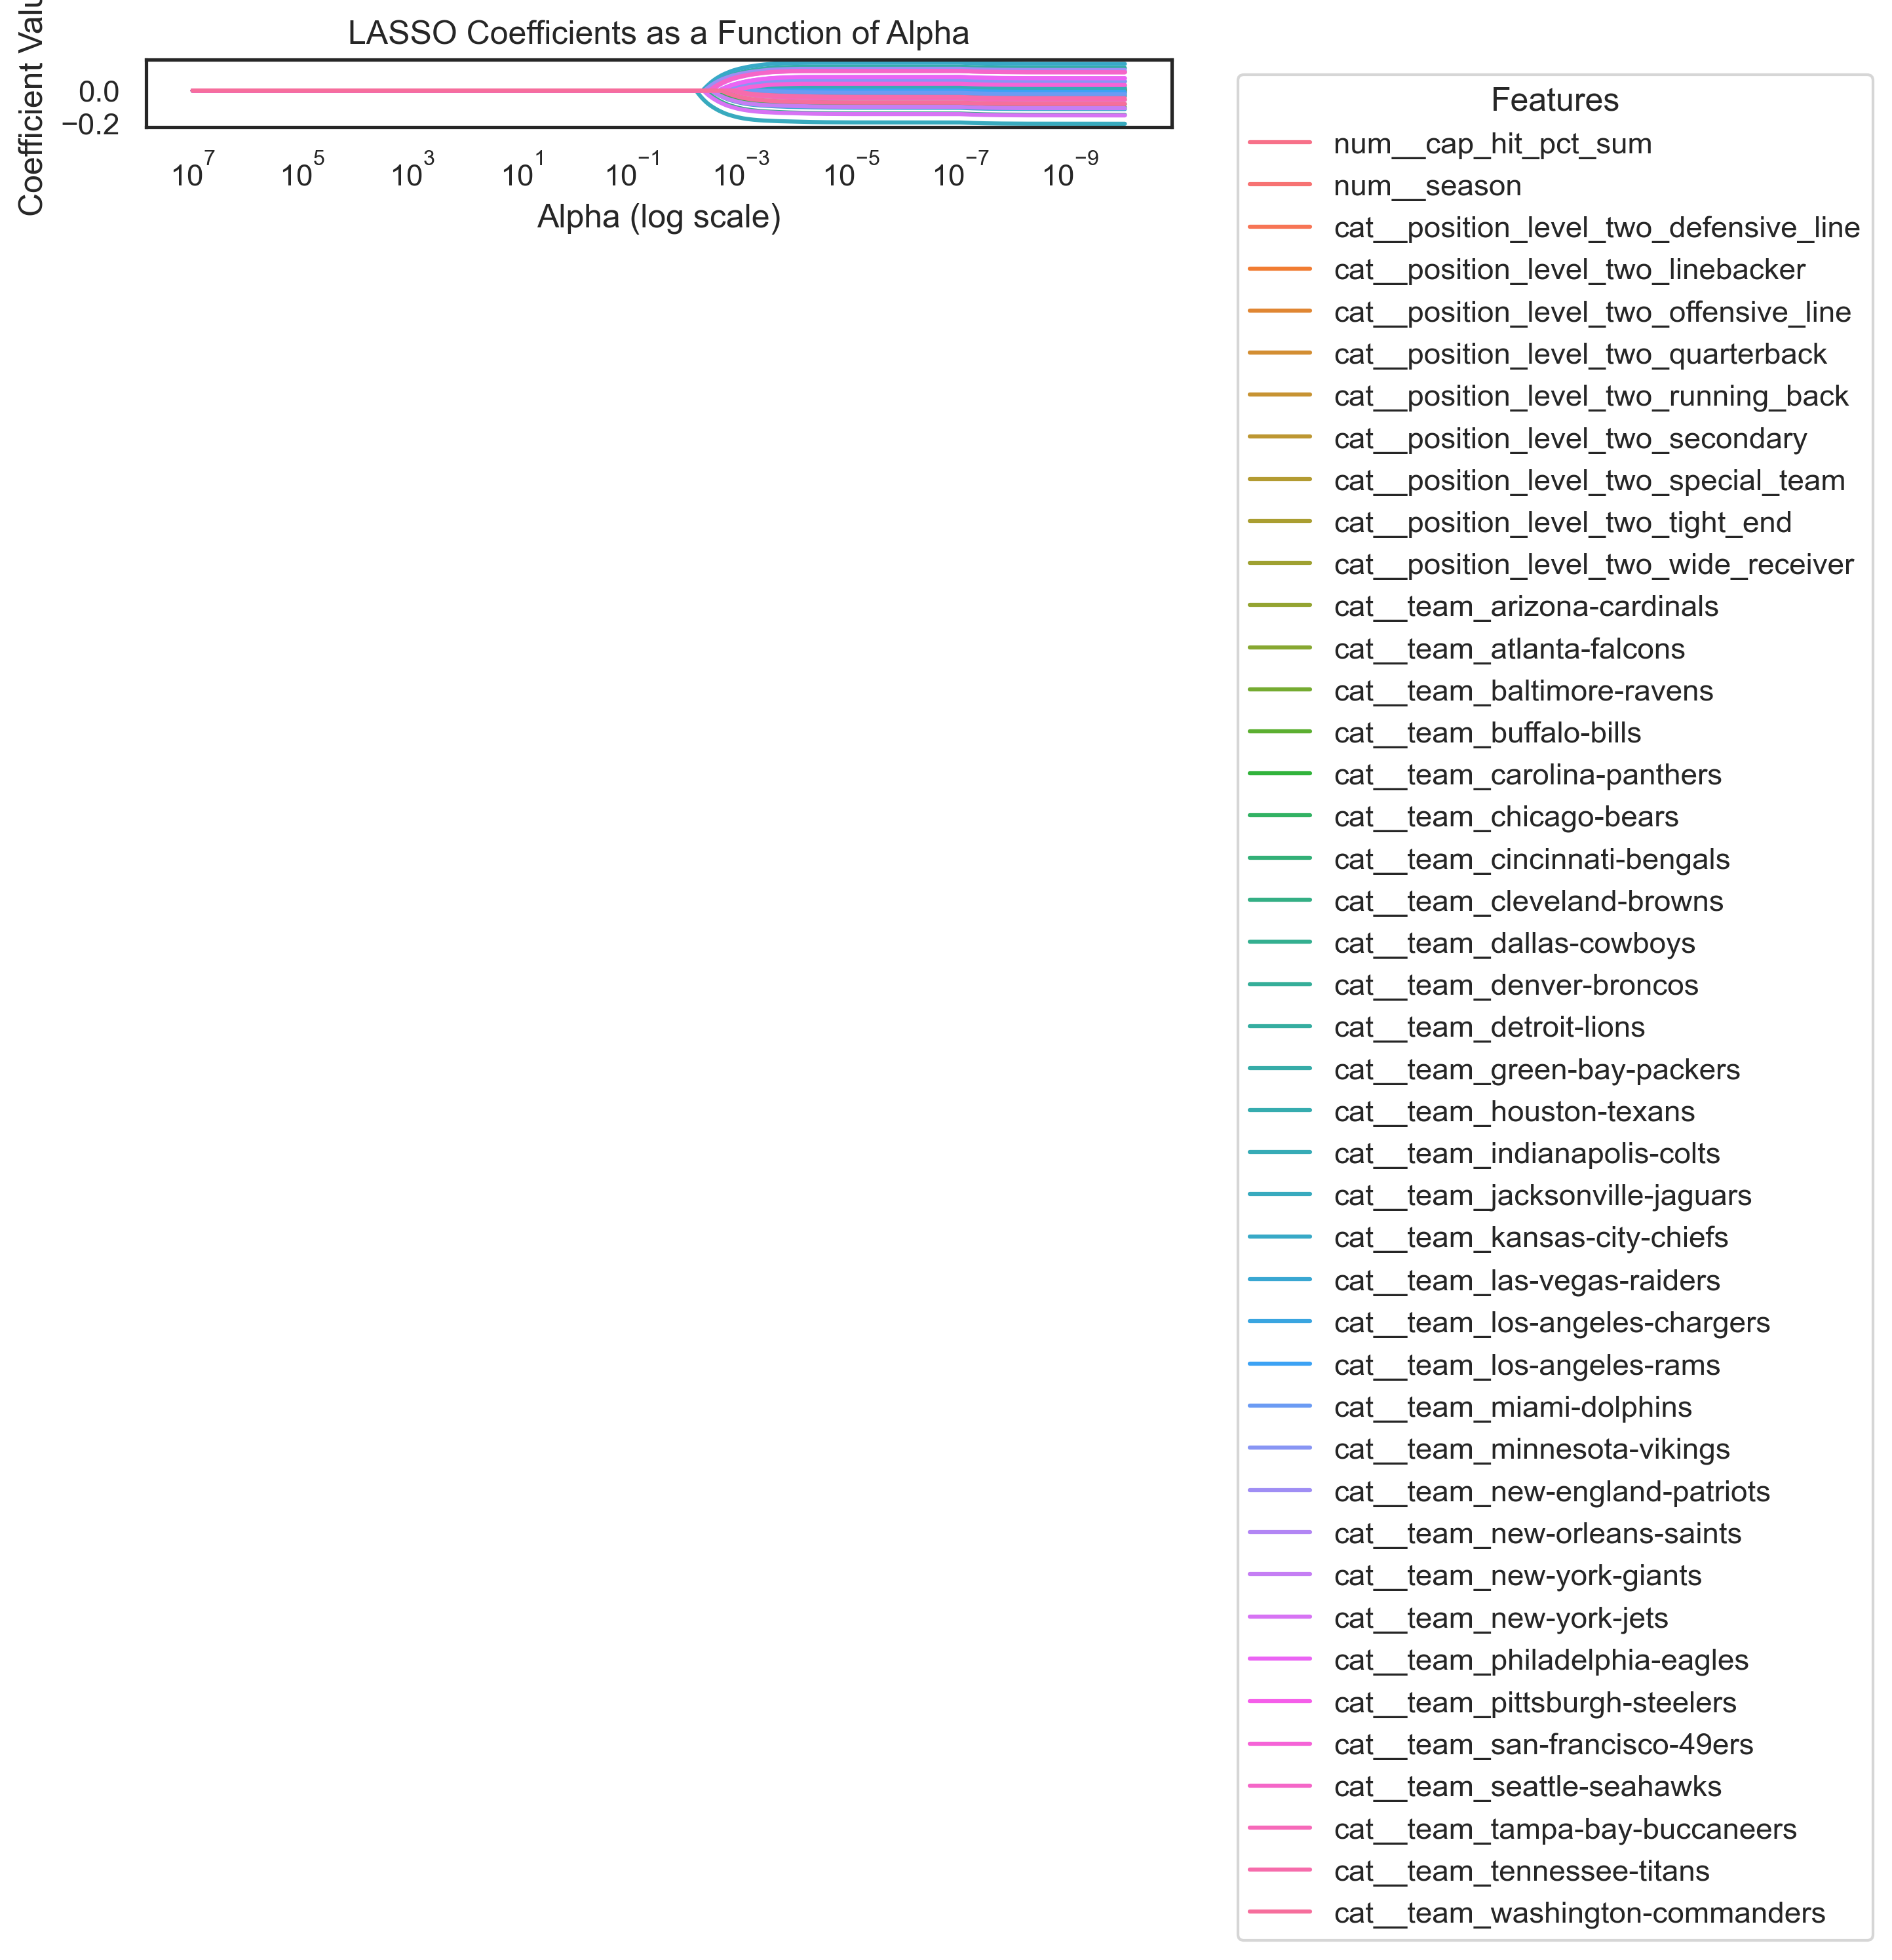 LASSO Coefficients as a Function of Alpha
0.0
−0.2
10^7 10^5 10^3 10^1 10^−1 10^−3 10^−5 10^−7 10^−9
Alpha (log scale)
Coefficient
Features
num__cap_hit_pct_sum
num__season
cat__position_level_two_defensive_line
cat__position_level_two_linebacker
cat__position_level_two_offensive_line
cat__position_level_two_quarterback
cat__position_level_two_running_back
cat__position_level_two_secondary
cat__position_level_two_special_team
cat__position_level_two_tight_end
cat__position_level_two_wide_receiver
cat__team_arizona-cardinals
cat__team_atlanta-falcons
cat__team_baltimore-ravens
cat__team_buffalo-bills
cat__team_carolina-panthers
cat__team_chicago-bears
cat__team_cincinnati-bengals
cat__team_cleveland-browns
cat__team_dallas-cowboys
cat__team_denver-broncos
cat__team_detroit-lions
cat__team_green-bay-packers
cat__team_houston-texans
cat__team_indianapolis-colts
cat__team_jacksonville-jaguars
cat__team_kansas-city-chiefs
cat__team_las-vegas-raiders
cat__team_los-angeles-chargers
cat__team_los-angeles-rams
cat__team_miami-dolphins
cat__team_minnesota-vikings
cat__team_new-england-patriots
cat__team_new-orleans-saints
cat__team_new-york-giants
cat__team_new-york-jets
cat__team_philadelphia-eagles
cat__team_pittsburgh-steelers
cat__team_san-francisco-49ers
cat__team_seattle-seahawks
cat__team_tampa-bay-buccaneers
cat__team_tennessee-titans
cat__team_washington-commanders